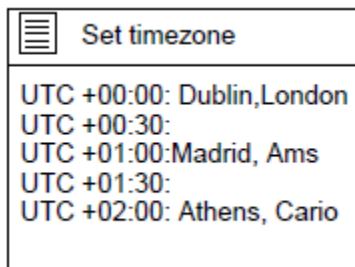 Set timezone
UTC +00:00: Dublin,London
UTC +00:30:
UTC +01:00:Madrid, Ams
UTC +01:30:
UTC +02:00: Athens, Cario